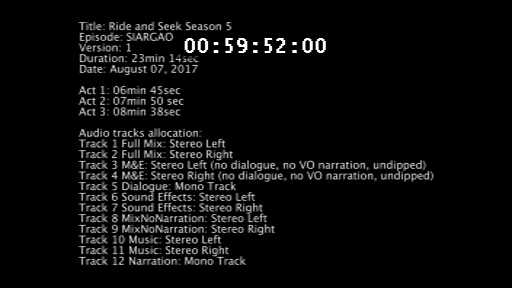 Title: Ride and Seek Season 5
Episode: SIARGAO
00:59:52:00
Version: 1
Duration: 23min 14sec
Date: August 07, 2017
Act 1: 06min 45sec
Act 2: 07min 50 sec
Act 3: 08min 38sec
Audio tracks allocation:
Track 1 Full Mix: Stereo Left
Track 2 Full Mix: Stereo Right
Track 3 M&E: Stereo Left (no dialogue, no VO narration, undipped)
Track 4 M&E: Stereo Right (no dialogue, no VO narration, undipped)
Track 5 Dialogue: Mono Track
Track 6 Sound Effects: Stereo Left
Track 7 Sound Effects: Stereo Right
Track 8 MixNoNarration: Stereo Left
Track 9 MixNoNarration: Stereo Right
Track 10 Music: Stereo Left
Track 11 Music: Stereo Right
Track 12 Narration: Mono Track